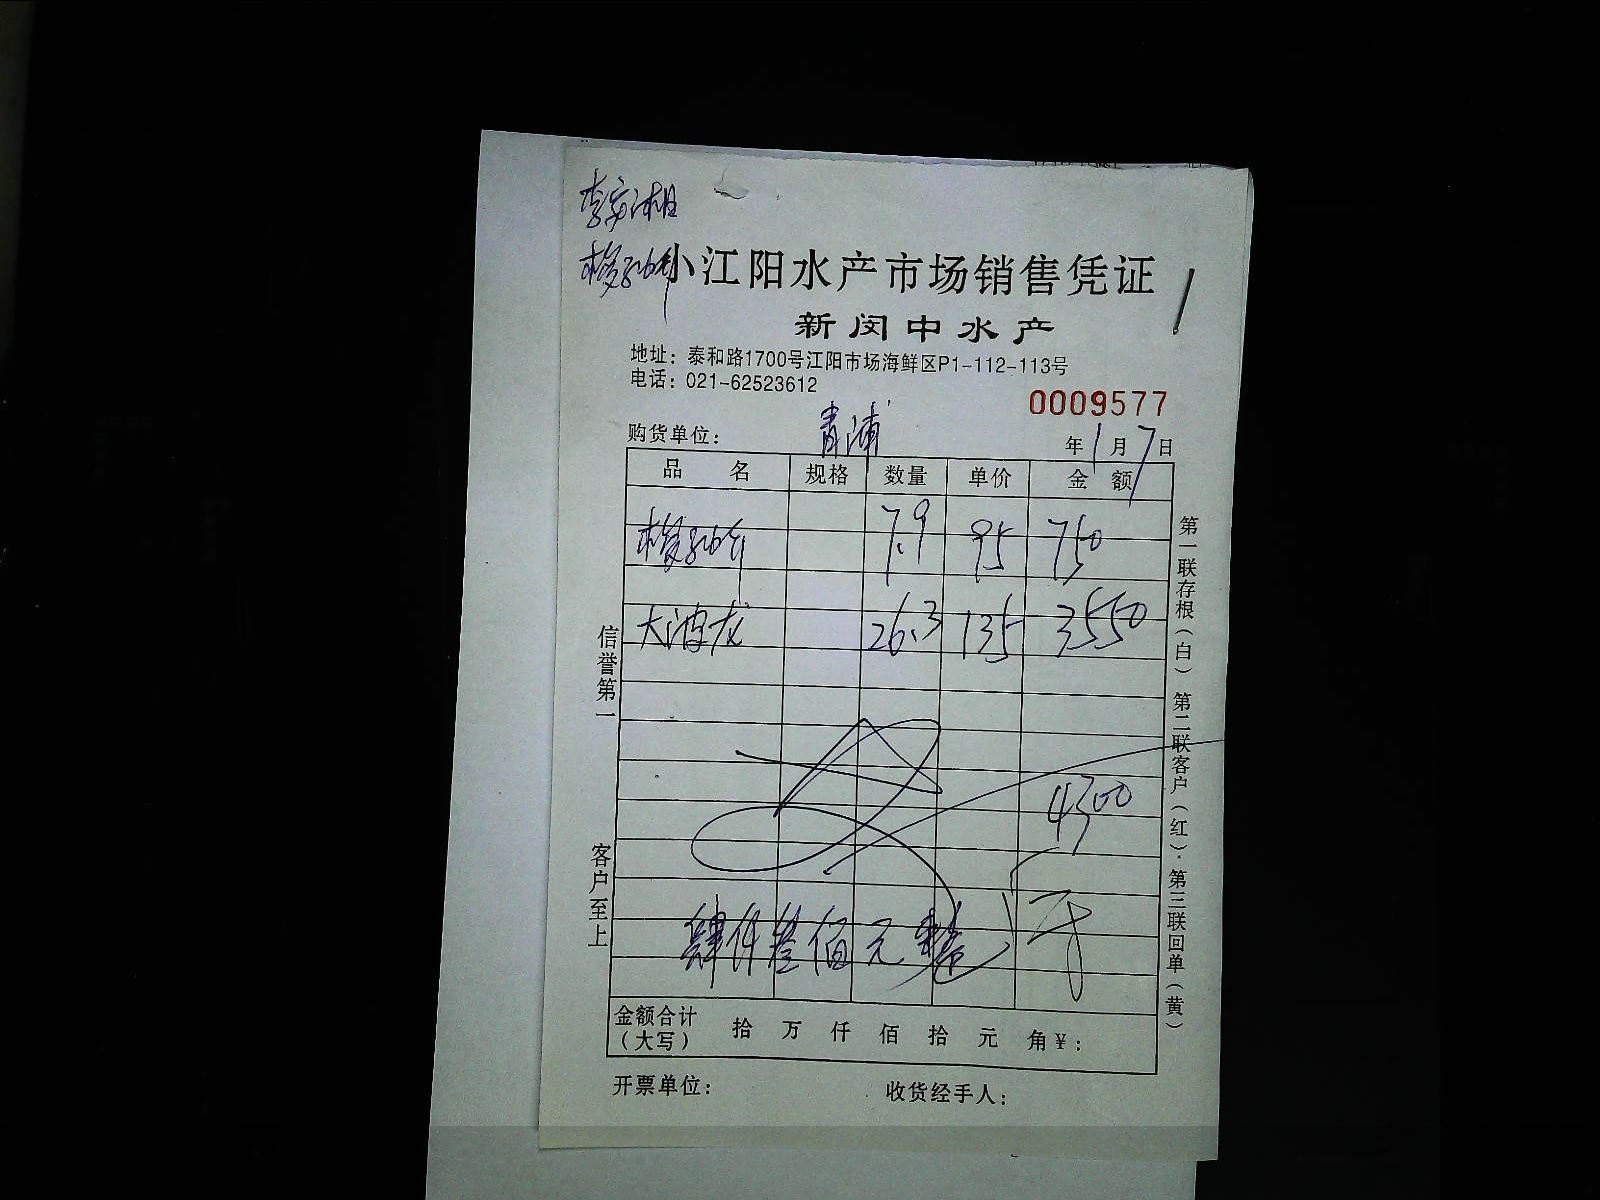 小江阳水产市场销售凭证
新闵中水产
地址：泰和路1700号江阳市场海鲜区P1-112-113号
电话：021-62523612
0009577
购货单位：青浦
年1月7日
品 名 规格 数量 单价 金 额
7.9 95 750
大波龙 26.3 135 3550
4300
肆仟叁佰元整
金额合计（大写） 拾 万 仟 佰 拾 元 角￥：
开票单位： 收货经手人：
信誉第一
客户至上
第一联存根（白）第二联客户（红）·第三联回单（黄）